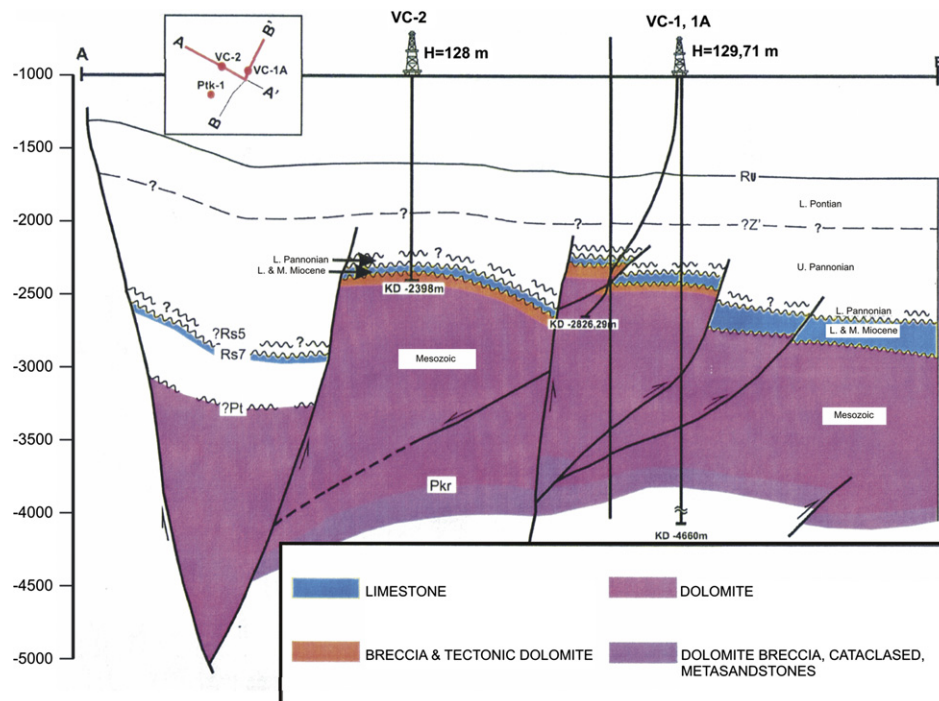 VC-2
VC-1, 1A
H=128 m
H=129,71 m
A
B'
A
VC-2
VC-1A
Ptk-1
A'
B
-1000
-1500
-2000
-2500
-3000
-3500
-4000
-4500
-5000
?
?
?
?
RU
L. Pontian
?Z'
U. Pannonian
L. Pannonian
L. & M. Miocene
?
?
KD -2398m
KD -2826,29m
? ?
?Rs5
Rs7
?
?Pt
L. Pannonian
L. & M. Miocene
Mesozoic
Mesozoic
Pkr
KD -4660m
LIMESTONE
DOLOMITE
BRECCIA & TECTONIC DOLOMITE
DOLOMITE BRECCIA, CATACLASED,
METASANDSTONES